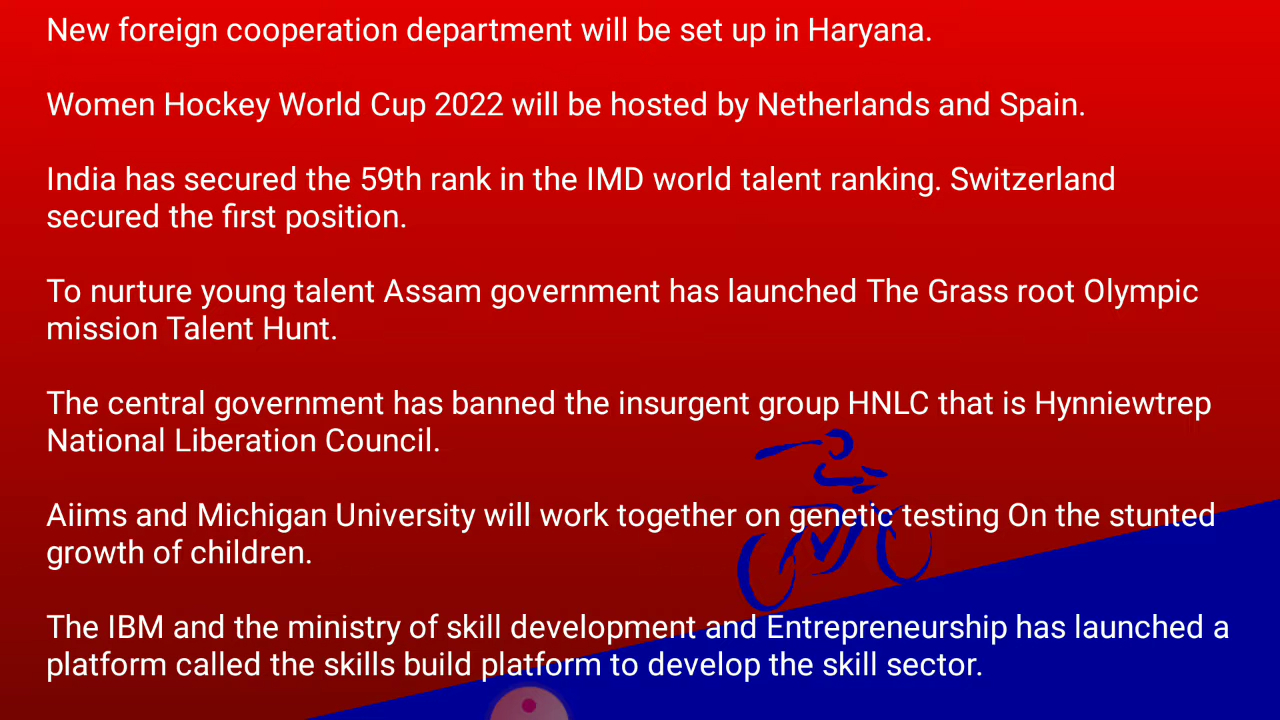 New foreign cooperation department will be set up in Haryana.
Women Hockey World Cup 2022 will be hosted by Netherlands and Spain.
India has secured the 59th rank in the IMD world talent ranking. Switzerland
secured the first position.
To nurture young talent Assam government has launched The Grass root Olympic
mission Talent Hunt.
The central government has banned the insurgent group HNLC that is Hynniewtrep
National Liberation Council.
Aiims and Michigan University will work together on genetic testing On the stunted
growth of children.
The IBM and the ministry of skill development and Entrepreneurship has launched a
platform called the skills build platform to develop the skill sector.